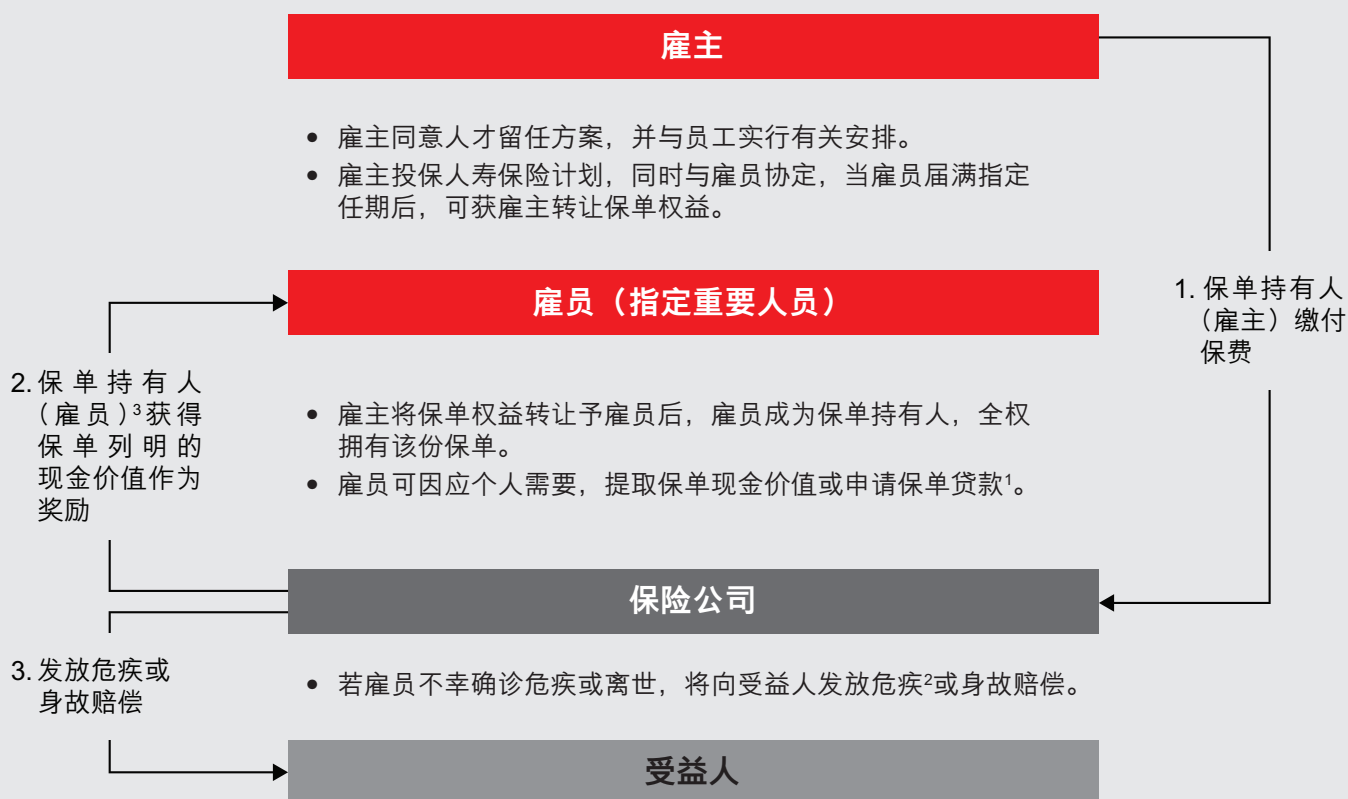 雇主
• 雇主同意人才留任方案，并与员工实行有关安排。
• 雇主投保人寿保险计划，同时与雇员协定，当雇员届满指定
任期后，可获雇主转让保单权益。
1. 保单持有人
（雇主）缴付
保费
雇员（指定重要人员）
2. 保单持有人
（雇员）³获得
保单列明的
现金价值作为
奖励
• 雇主将保单权益转让予雇员后，雇员成为保单持有人，全权
拥有该份保单。
• 雇员可因应个人需要，提取保单现金价值或申请保单贷款¹。
保险公司
3. 发放危疾或
身故赔偿
• 若雇员不幸确诊危疾或离世，将向受益人发放危疾²或身故赔偿。
受益人